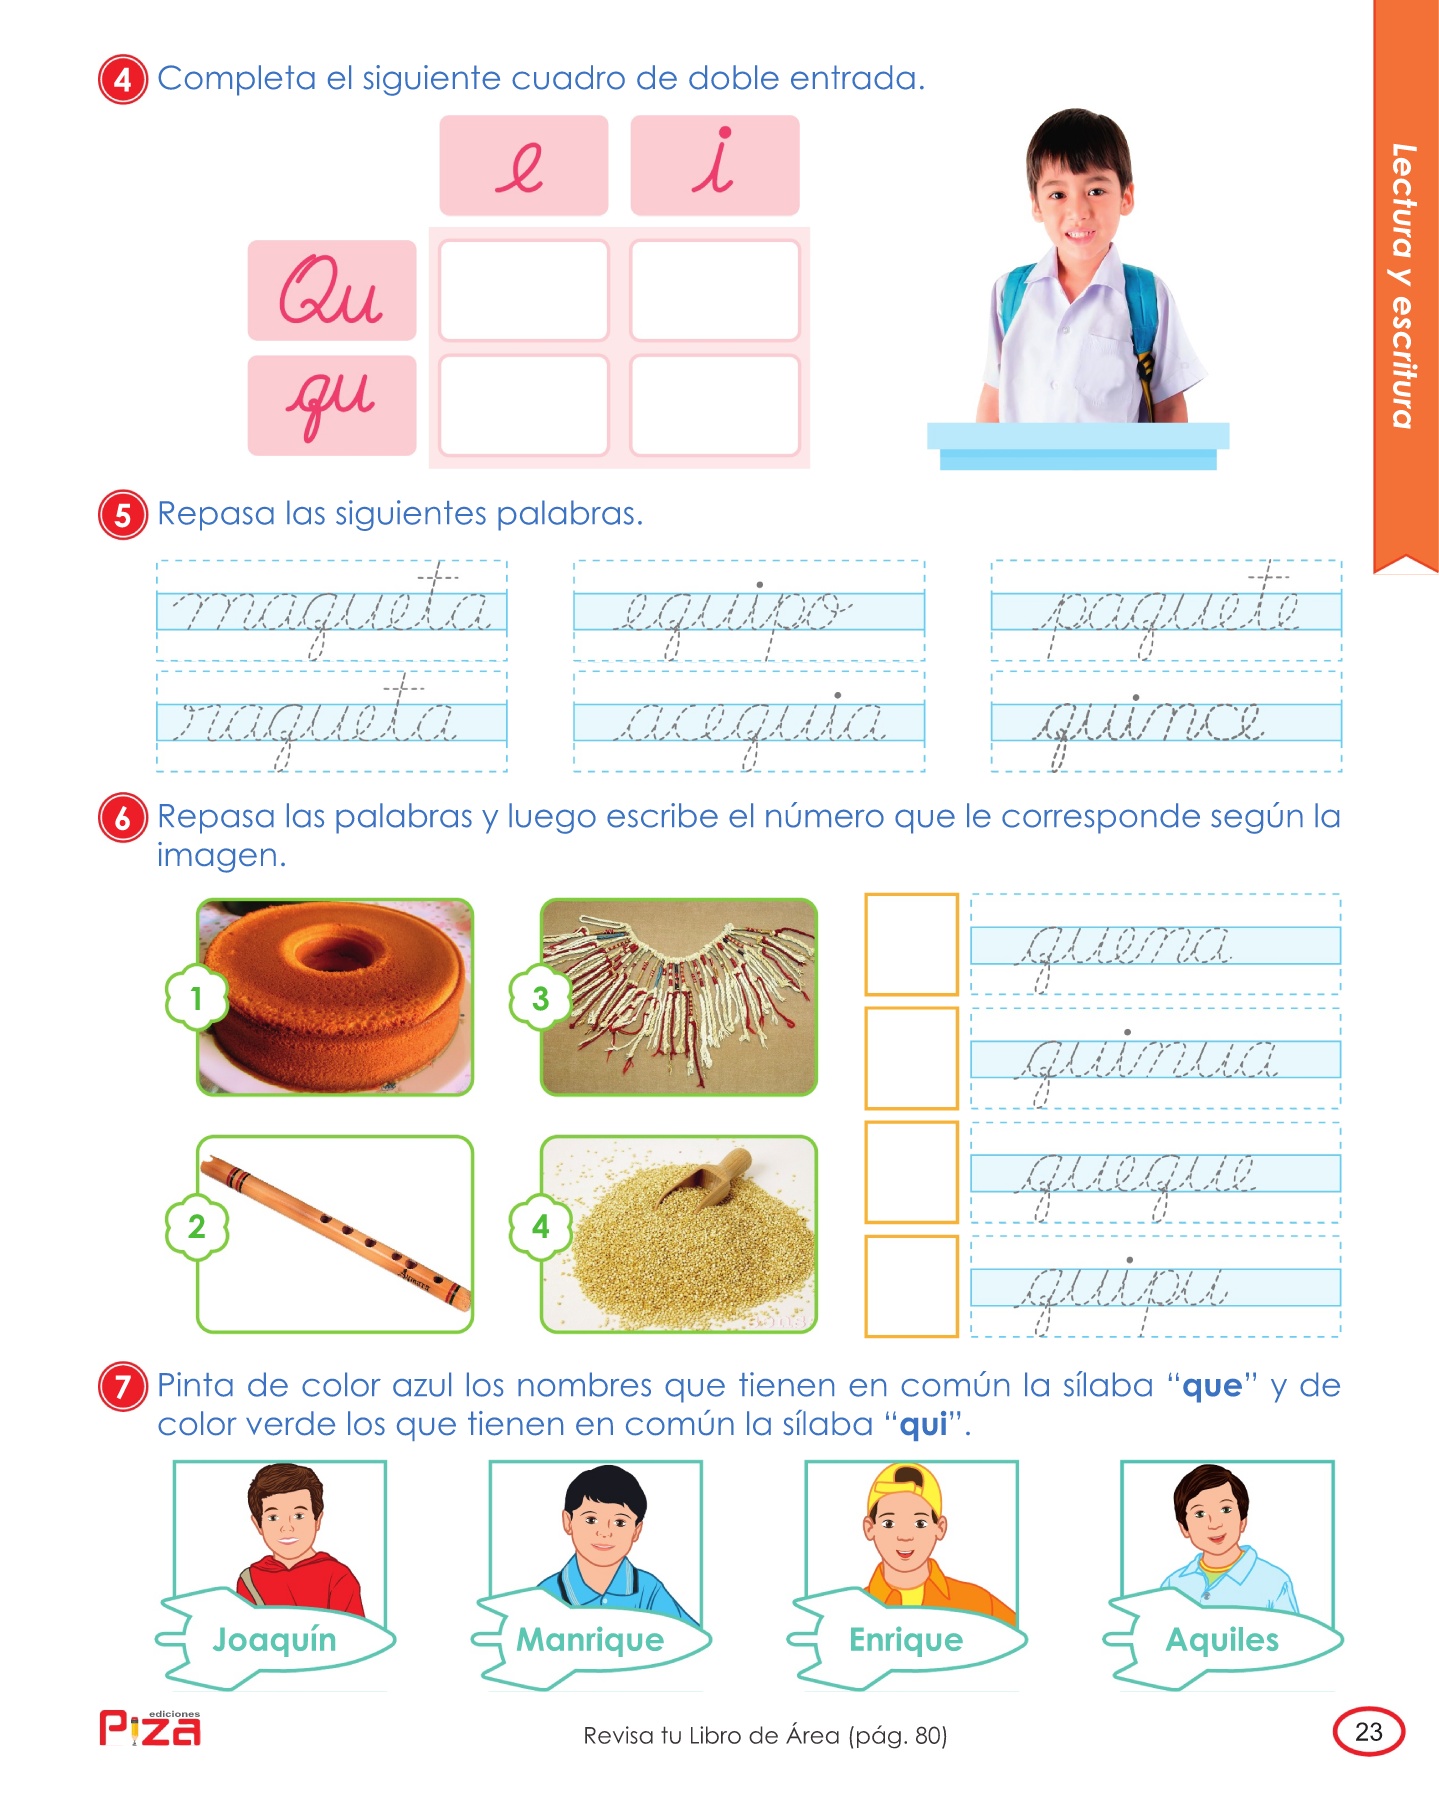 4 Completa el siguiente cuadro de doble entrada.
e i
Qu
qu
5 Repasa las siguientes palabras.
maqueta equipo paquete
raqueta acequia quince
6 Repasa las palabras y luego escribe el número que le corresponde según la
imagen.
1 3 quena
quinua
2 4 queque
Aymara
quipu
7 Pinta de color azul los nombres que tienen en común la sílaba “que” y de
color verde los que tienen en común la sílaba “qui”.
Joaquín Manrique Enrique Aquiles
ediciones
Piza
Revisa tu Libro de Área (pág. 80)
23
Lectura y escritura